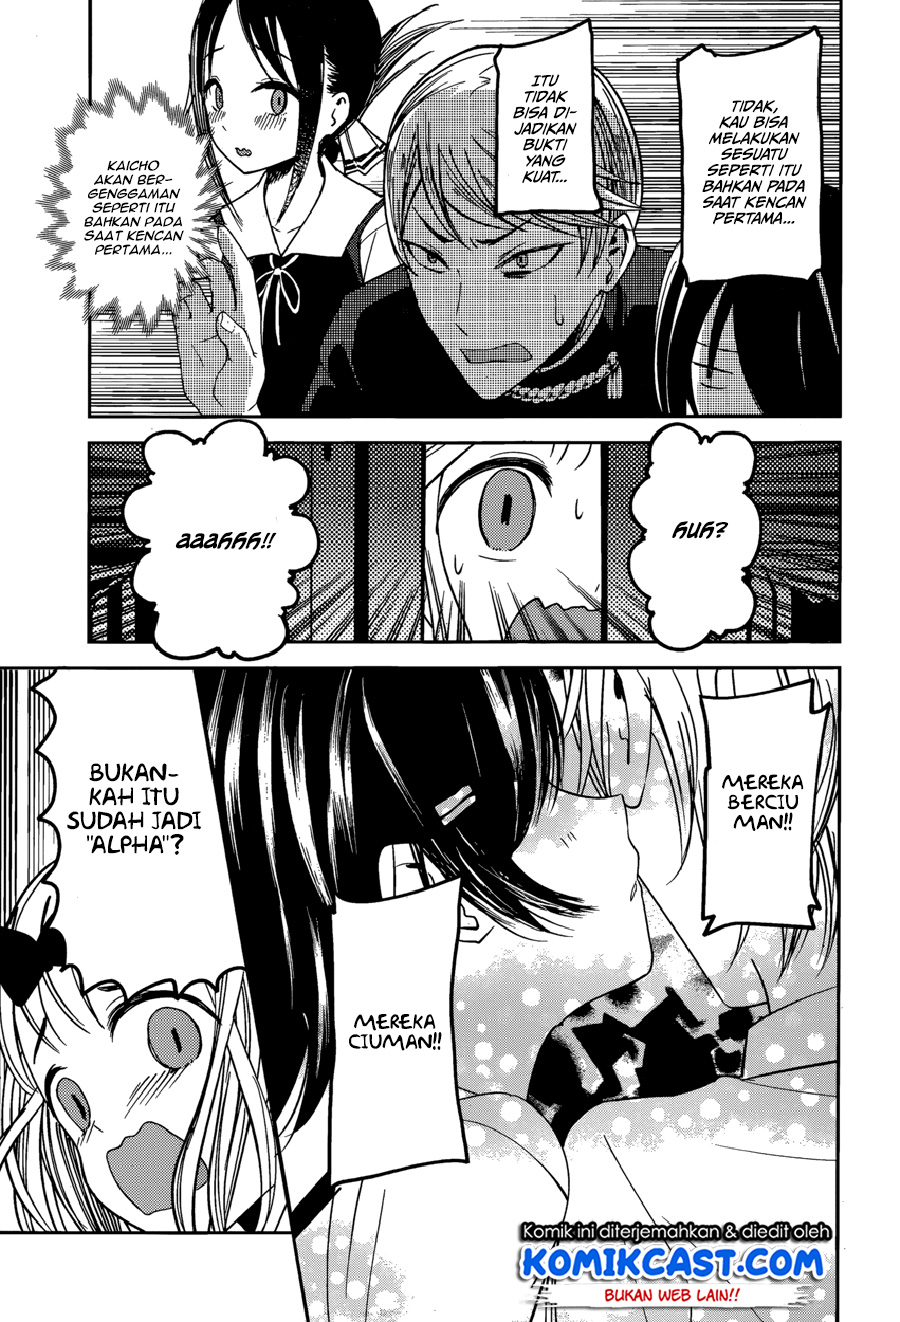 TIDAK,
KAU BISA
MELAKUKAN
SESUATU
SEPERTI ITU
BAHKAN PADA
SAAT KENCAN
PERTAMA...
ITU
TIDAK
BISA DI-
JADIKAN
BUKTI
YANG
KUAT...
KAICHO
AKAN BER-
GENGGAMAN
SEPERTI ITU
BAHKAN PADA
SAAT KENCAN
PERTAMA...
HUH?
AAAHHH!!
MEREKA
BERCIU
MAN!!
MEREKA
CIUMAN!!
BUKAN-
KAH ITU
SUDAH JADI
"ALPHA"?
Komik ini diterjemahkan & diedit oleh
KOMIKCAST.COM
BUKAN WEB LAIN!!